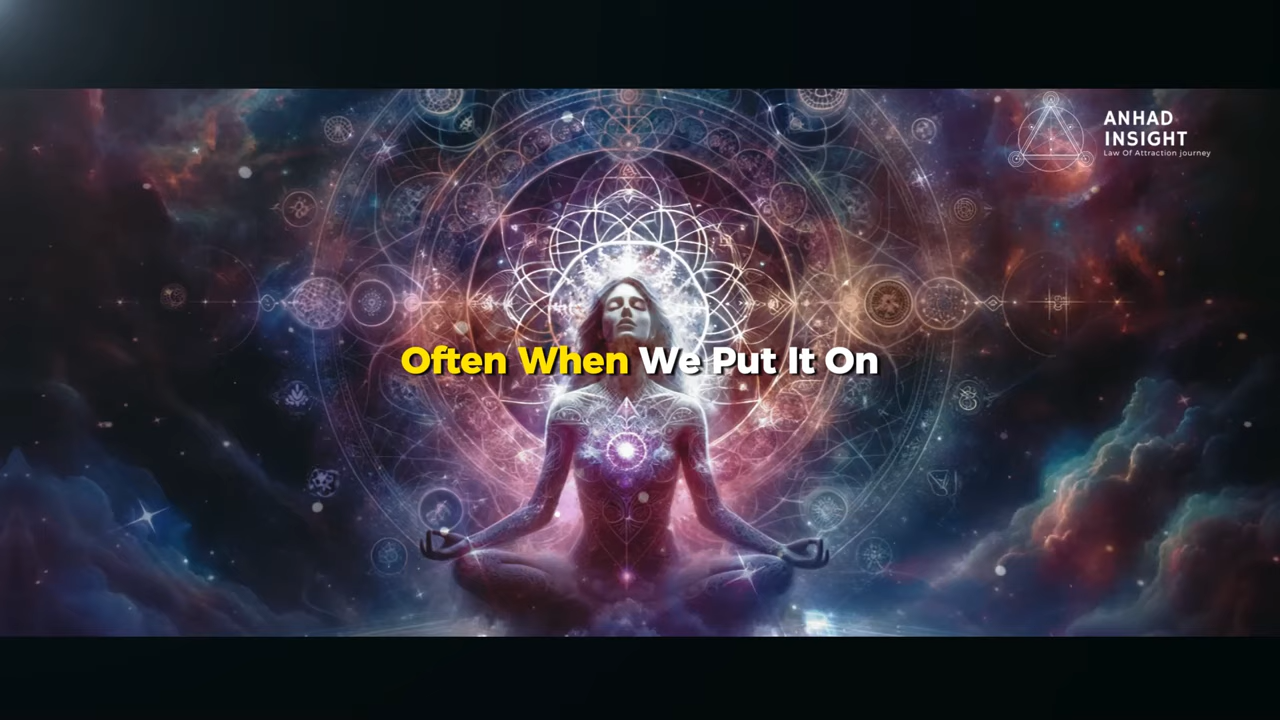 ANHAD
INSIGHT
Law Of Attraction journey
Often When We Put It On